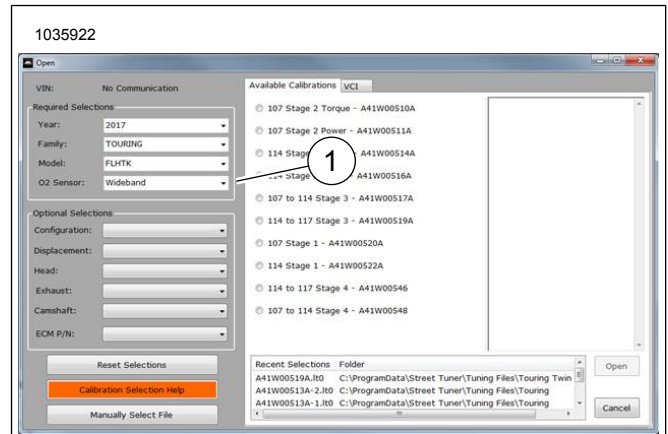 1035922
Open
VIN: No Communication
Required Selections
Year: 2017
Family: TOURING
Model: FLHTK
O2 Sensor: Wideband
Optional Selections
Configuration:
Displacement:
Head:
Exhaust:
Camshaft:
ECM P/N:
Reset Selections
Calibration Selection Help
Manually Select File
Available Calibrations VCI
107 Stage 2 Torque - A41W00510A
107 Stage 2 Power - A41W00511A
114 Stage A41W00514A
114 Stage A41W00516A
107 to 114 Stage 3 - A41W00517A
114 to 117 Stage 3 - A41W00519A
107 Stage 1 - A41W00520A
114 Stage 1 - A41W00522A
114 to 117 Stage 4 - A41W00546
107 to 114 Stage 4 - A41W00548
1
Recent Selections Folder
A41W00519A.lt0 C:\ProgramData\Street Tuner\Tuning Files\Touring Twin
A41W00513A-2.lt0 C:\ProgramData\Street Tuner\Tuning Files\Touring
A41W00513A-1.lt0 C:\ProgramData\Street Tuner\Tuning Files\Touring
Open
Cancel